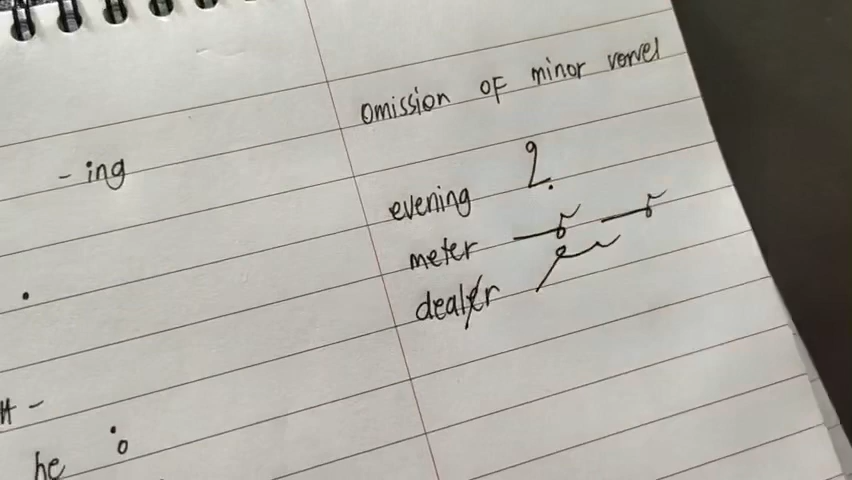 omission of minor vowel
- ing
evening
meter
dealer
H -
he